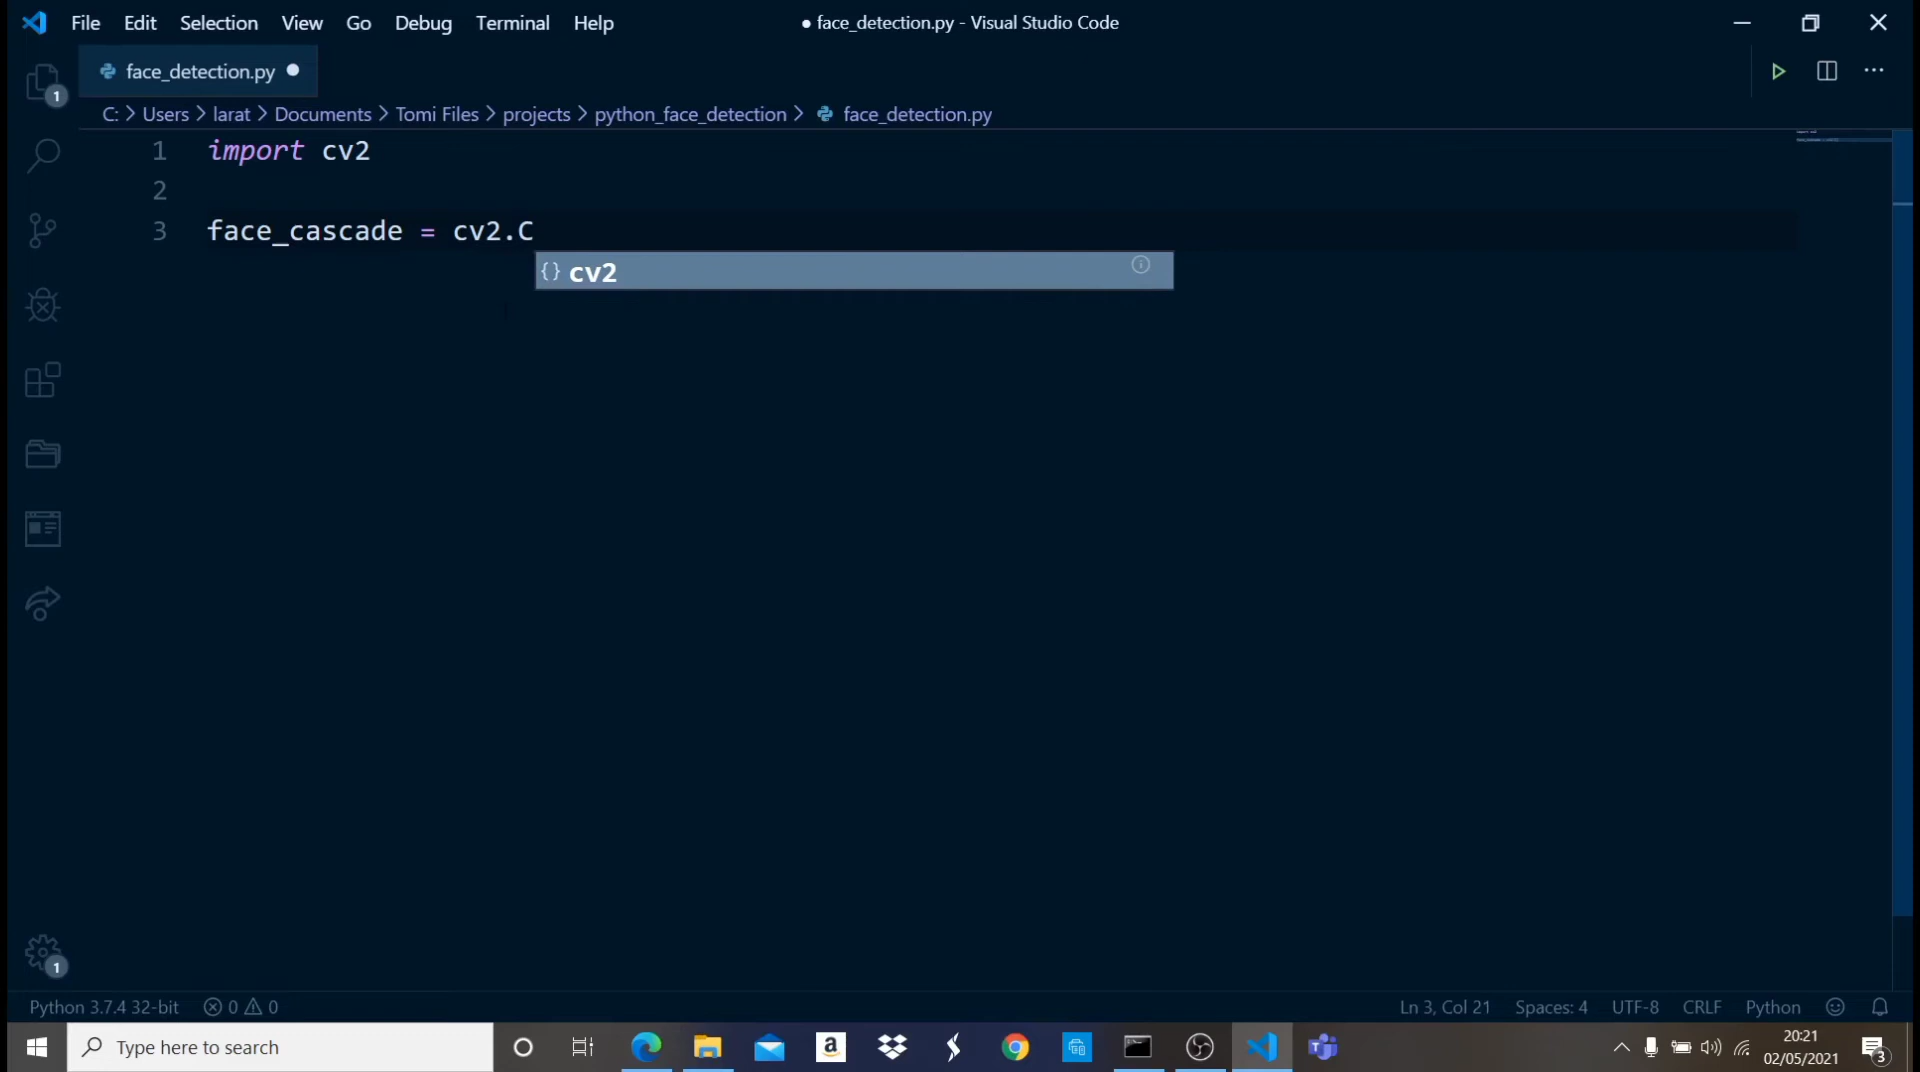 File Edit Selection View Go Debug Terminal Help
● face_detection.py - Visual Studio Code
face_detection.py ●
C: > Users > larat > Documents > Tomi Files > projects > python_face_detection > face_detection.py
1
1 import cv2
2
3 face_cascade = cv2.C
{} cv2
1
Python 3.7.4 32-bit 0 0 Ln 3, Col 21 Spaces: 4 UTF-8 CRLF Python
Type here to search
a
20:21
02/05/2021
3